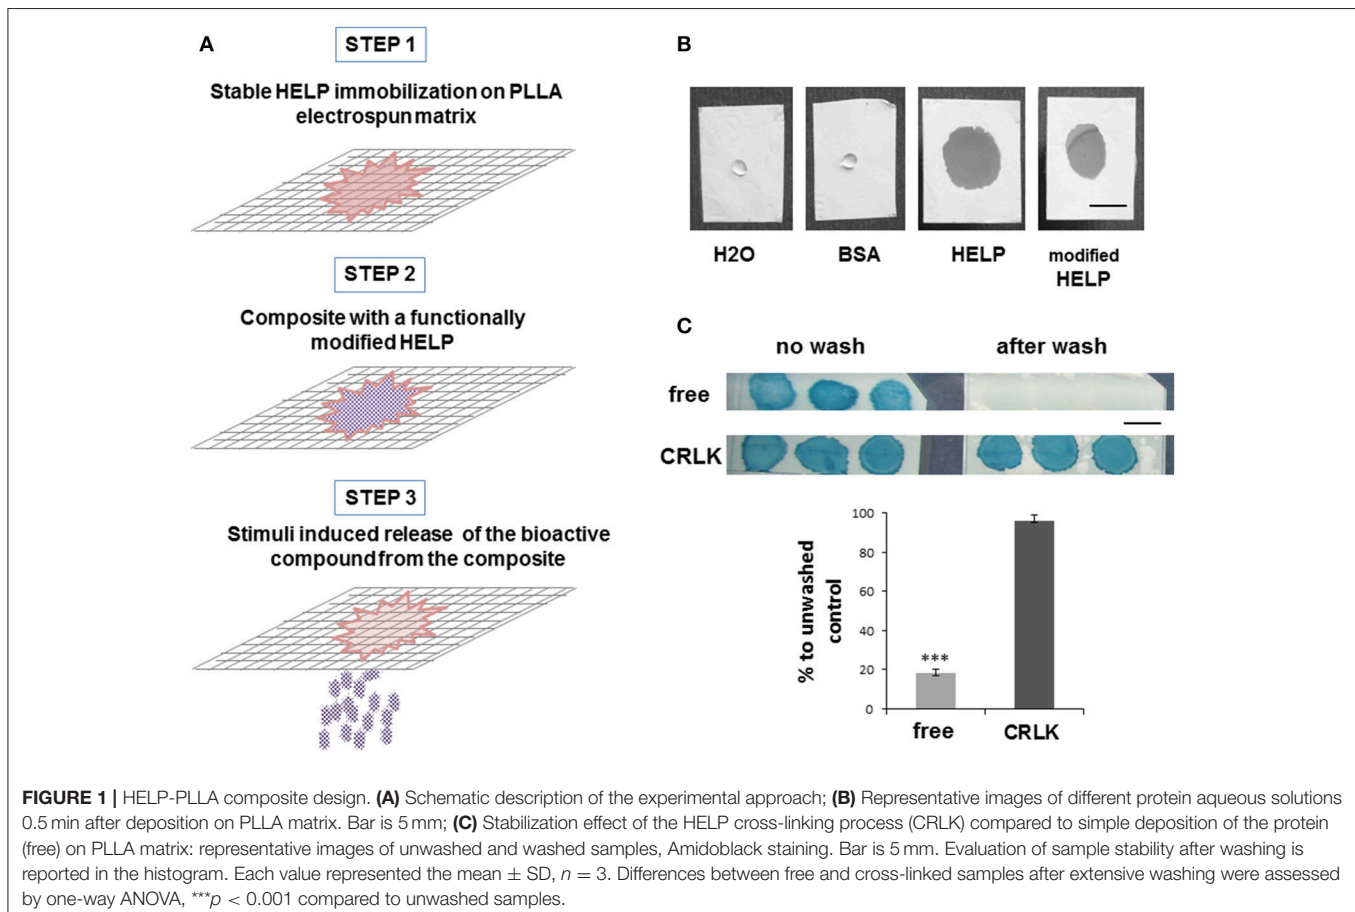 A
STEP 1
Stable HELP immobilization on PLLA
electrospun matrix
STEP 2
Composite with a functionally
modified HELP
STEP 3
Stimuli induced release of the bioactive
compound from the composite
B
H2O
BSA
HELP
modified
HELP
C
no wash
after wash
free
CRLK
% to unwashed
control
100
80
60
40
20
0
***
free
CRLK
FIGURE 1 | HELP-PLLA composite design. (A) Schematic description of the experimental approach; (B) Representative images of different protein aqueous solutions
0.5 min after deposition on PLLA matrix. Bar is 5 mm; (C) Stabilization effect of the HELP cross-linking process (CRLK) compared to simple deposition of the protein
(free) on PLLA matrix: representative images of unwashed and washed samples, Amidoblack staining. Bar is 5 mm. Evaluation of sample stability after washing is
reported in the histogram. Each value represented the mean ± SD, n = 3. Differences between free and cross-linked samples after extensive washing were assessed
by one-way ANOVA, ***p < 0.001 compared to unwashed samples.